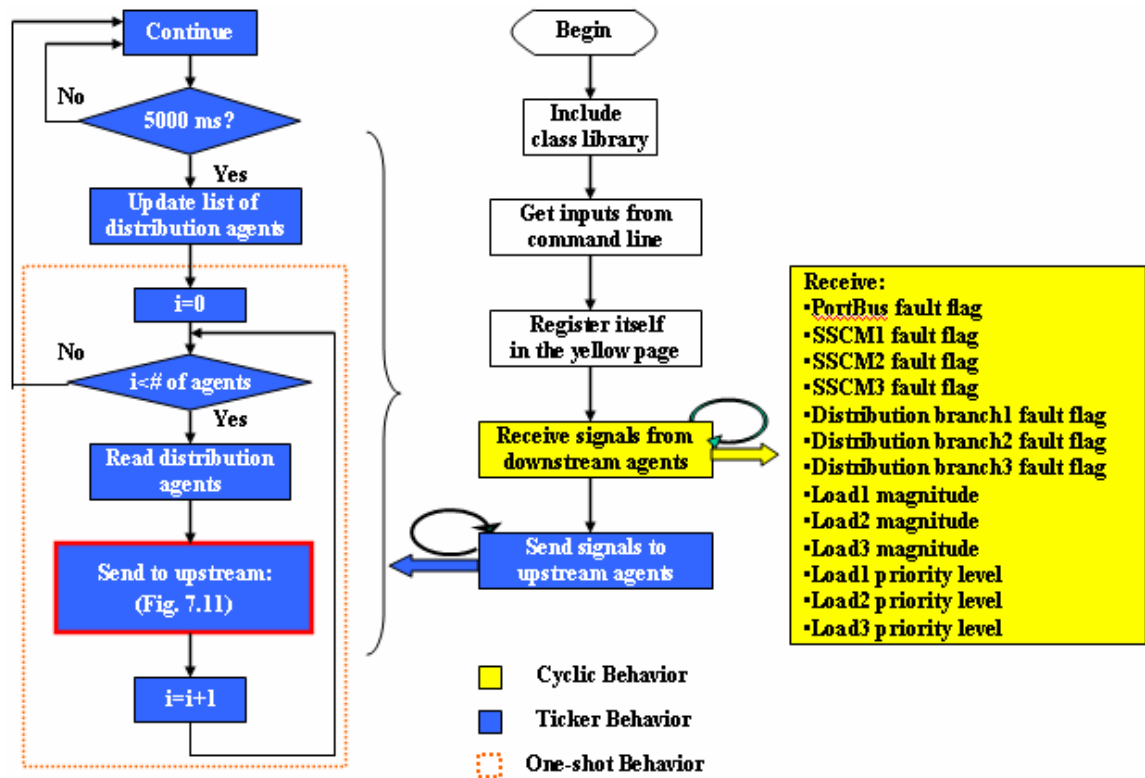 Continue
No
5000 ms?
Yes
Update list of
distribution agents
i=0
No
i<# of agents
Yes
Read distribution
agents
Send to upstream:
(Fig. 7.11)
i=i+1
Begin
Include
class library
Get inputs from
command line
Register itself
in the yellow page
Receive signals from
downstream agents
Send signals to
upstream agents
Receive:
▪PortBus fault flag
▪SSCM1 fault flag
▪SSCM2 fault flag
▪SSCM3 fault flag
▪Distribution branch1 fault flag
▪Distribution branch2 fault flag
▪Distribution branch3 fault flag
▪Load1 magnitude
▪Load2 magnitude
▪Load3 magnitude
▪Load1 priority level
▪Load2 priority level
▪Load3 priority level
Cyclic Behavior
Ticker Behavior
One-shot Behavior